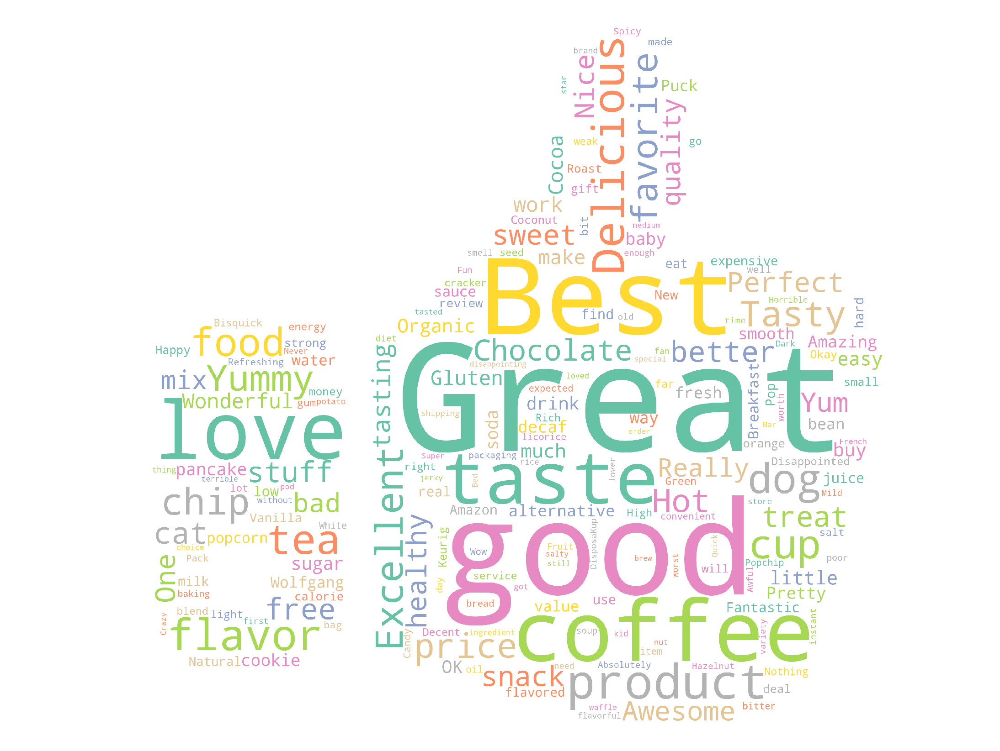 Spicy
made
brand
Delicious
Nice
favorite
Puck
star
quality
Cocoa
weak
go
Roast
gift
work
Coconut
bit
medium
sweet
baby
smell
seed
make
enough
eat
expensive
well
Fun
Best
Perfect
cracker
sauce
New
review
Horrible
Tasty
hard
tasted
find
old
time
Organic
smooth
Bisquick
energy
food
strong
Happy
Never
Refreshing
water
diet
Chocolate
better
Dark
Amazing
fan
Okay
easy
special
disappointing
mix
Yummy
tasting
Gluten
loved
far
Breakfast
small
money
expected
fresh
Pop
Wonderful
gum
potato
drink
worth
Yum
Great
shipping
soda
Rich
way
decaf
order
Bar
bean
love
licorice
orange
French
buy
much
Super
packaging
rice
lover
Really
Disappointed
thing
pancake
stuff
right
taste
terrible
jerky
Bed
Green
dog
juice
lot
pod
low
real
Hot
Mild
chip
without
bad
store
Amazon
alternative
High
convenient
treat
Vanilla
White
Excellent
healthy
cat
popcorn
tea
Keurig
DisposaKup
salt
choice
good
Wow
Fruit
salty
still
brew
Quick
cup
Pack
One
sugar
worst
will
Popchip
poor
Awful
service
day
got
little
milk
Wolfgang
baking
calorie
Pretty
bread
value
use
blend
light
free
Fantastic
Crazy
first
bag
instant
variety
flavor
Decent
ingredient
coffee
soup
kid
Candy
price
nut
item
Natural
cookie
OK
oil
need
Absolutely
Hazelnut
Nothing
snack
product
flavored
deal
waffle
flavorful
Awesome
bitter